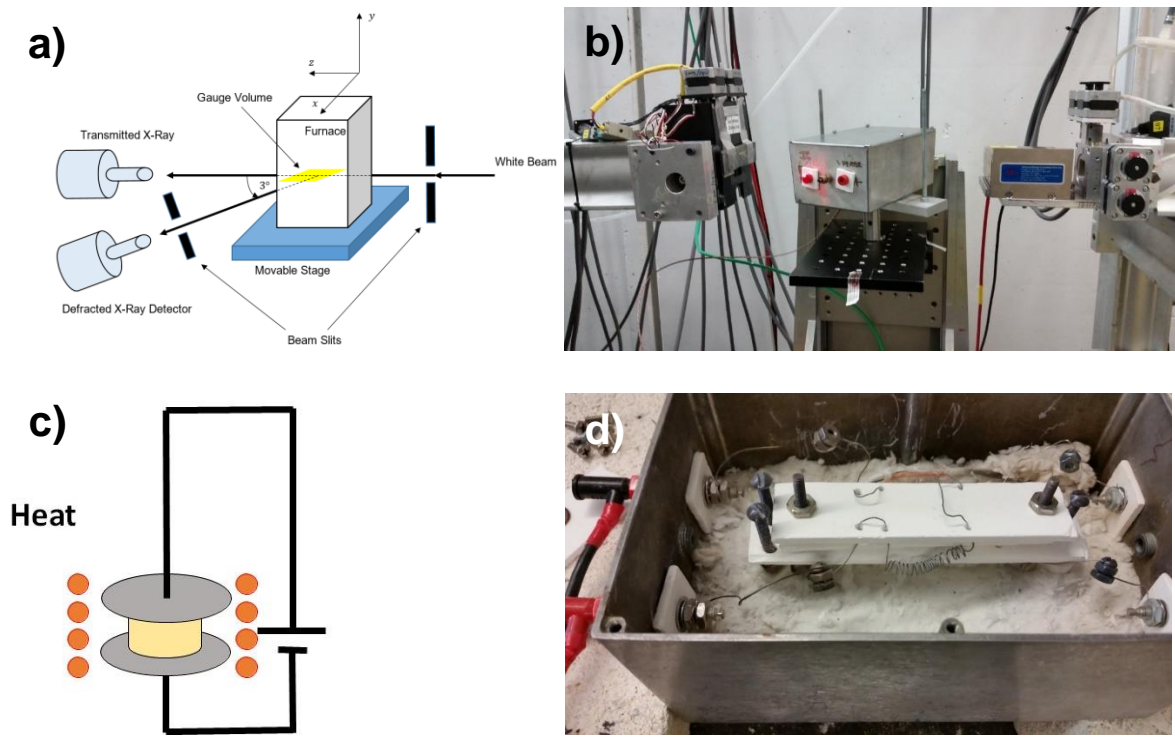 a)
y
z
x
Gauge Volume
Transmitted X-Ray
Furnace
White Beam
3°
Movable Stage
Defracted X-Ray Detector
Beam Slits
b)
c)
Heat
d)